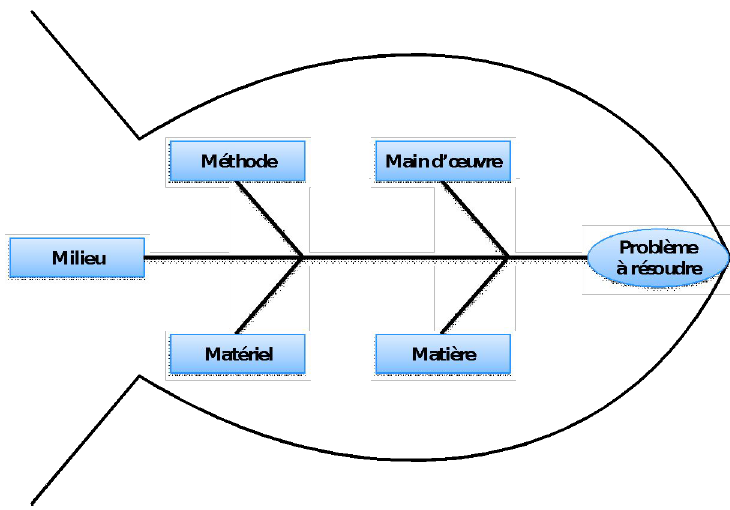 Méthode
Main d'œuvre
Milieu
Problème
à résoudre
Matériel
Matière